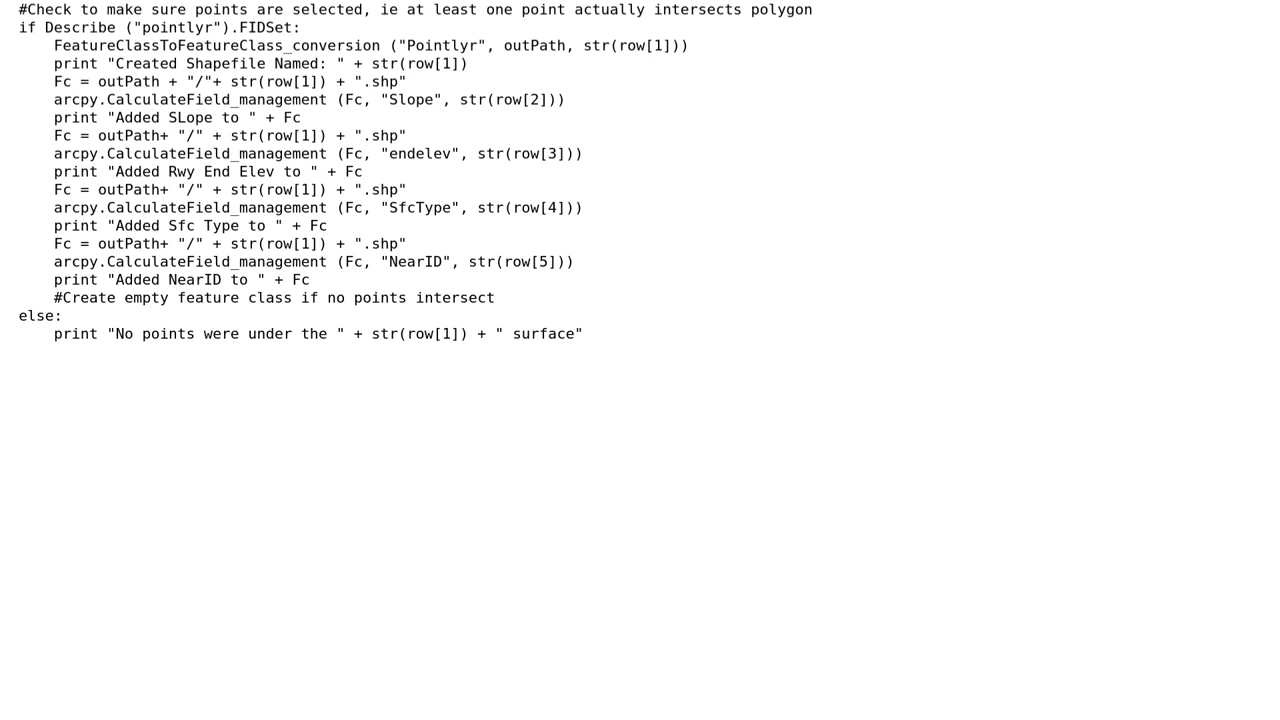 #Check to make sure points are selected, ie at least one point actually intersects polygon
if Describe ("pointlyr").FIDSet:
    FeatureClassToFeatureClass_conversion ("Pointlyr", outPath, str(row[1]))
    print "Created Shapefile Named: " + str(row[1])
    Fc = outPath + "/"+ str(row[1]) + ".shp"
    arcpy.CalculateField_management (Fc, "Slope", str(row[2]))
    print "Added SLope to " + Fc
    Fc = outPath+ "/" + str(row[1]) + ".shp"
    arcpy.CalculateField_management (Fc, "endelev", str(row[3]))
    print "Added Rwy End Elev to " + Fc
    Fc = outPath+ "/" + str(row[1]) + ".shp"
    arcpy.CalculateField_management (Fc, "SfcType", str(row[4]))
    print "Added Sfc Type to " + Fc
    Fc = outPath+ "/" + str(row[1]) + ".shp"
    arcpy.CalculateField_management (Fc, "NearID", str(row[5]))
    print "Added NearID to " + Fc
    #Create empty feature class if no points intersect
else:
    print "No points were under the " + str(row[1]) + " surface"